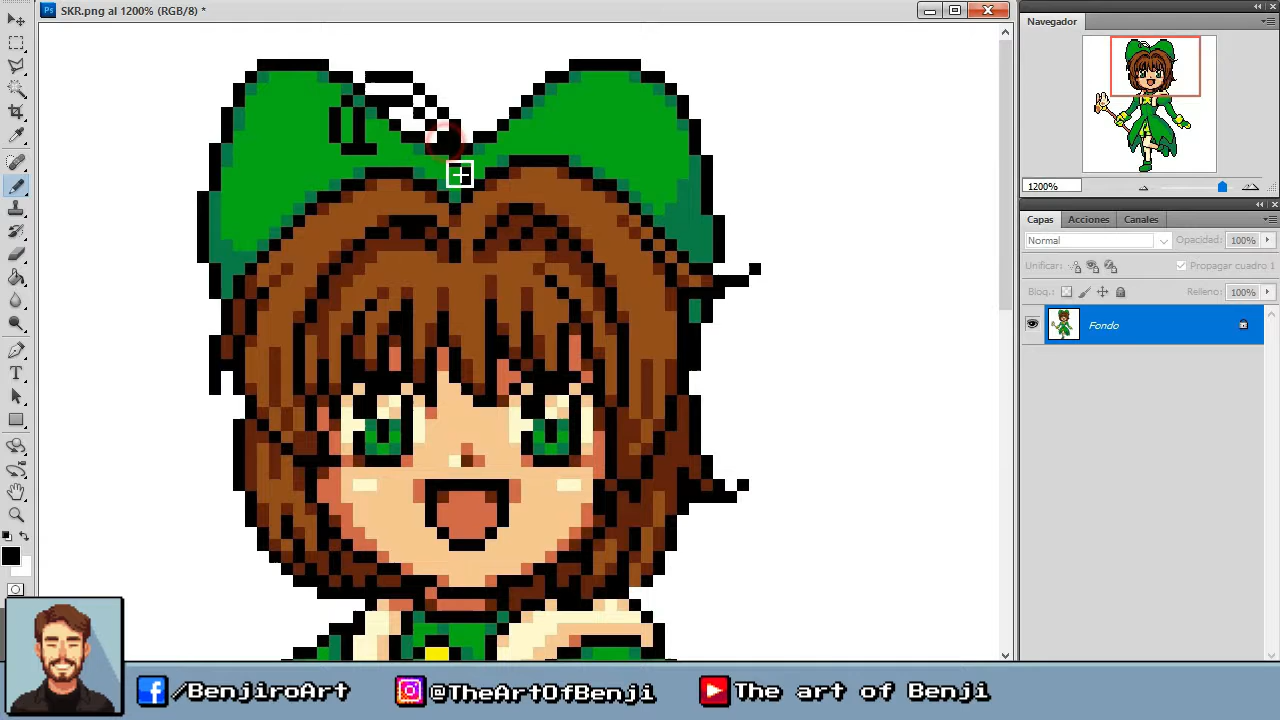 SKR.png al 1200% (RGB/8) *
Navegador
1200%
Capas
Acciones
Canales
Normal
Opacidad: 100%
Unificar:
Propagar cuadro 1
Bloq.:
Relleno: 100%
Fondo
/BenjiroArt
@TheArtOfBenji
The art of Benji